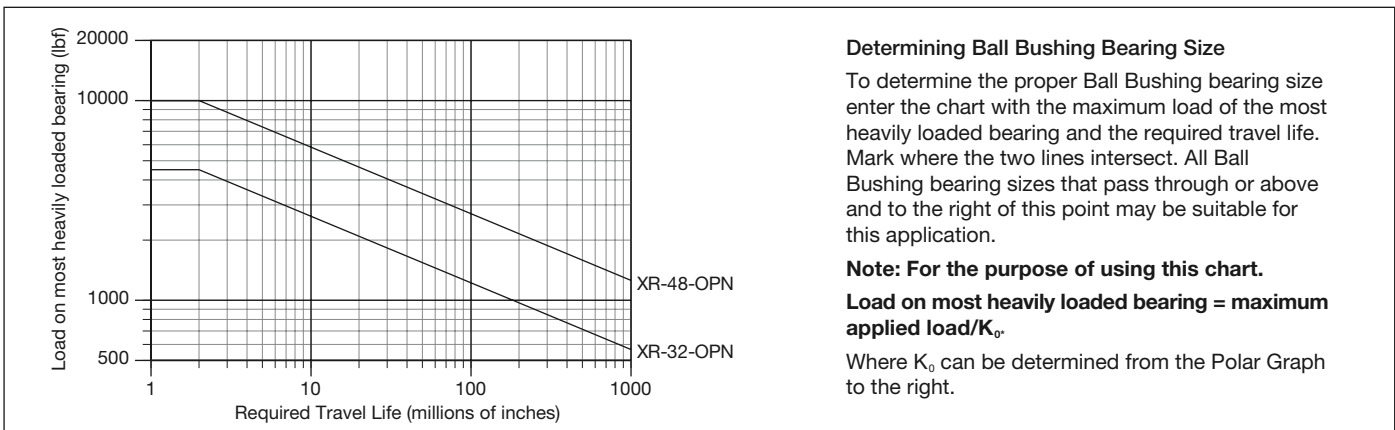 Load on most heavily loaded bearing (lbf)
20000
10000
1000
500
1
10
100
1000
Required Travel Life (millions of inches)
XR-48-OPN
XR-32-OPN
Determining Ball Bushing Bearing Size
To determine the proper Ball Bushing bearing size
enter the chart with the maximum load of the most
heavily loaded bearing and the required travel life.
Mark where the two lines intersect. All Ball
Bushing bearing sizes that pass through or above
and to the right of this point may be suitable for
this application.
Note: For the purpose of using this chart.
Load on most heavily loaded bearing = maximum
applied load/K₀*
Where K₀ can be determined from the Polar Graph
to the right.